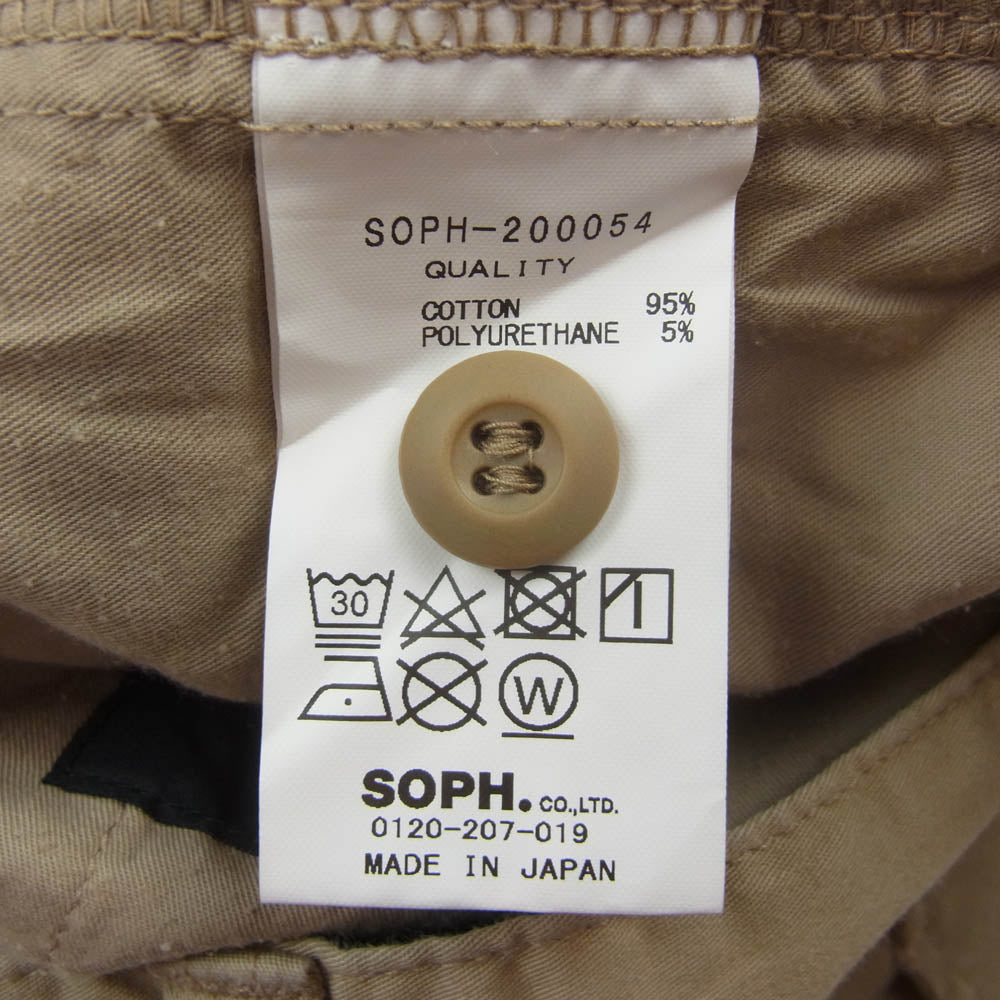 SOPH-200054
QUALITY
COTTON 95%
POLYURETHANE 5%
30
W
SOPH. CO.,LTD.
0120-207-019
MADE IN JAPAN